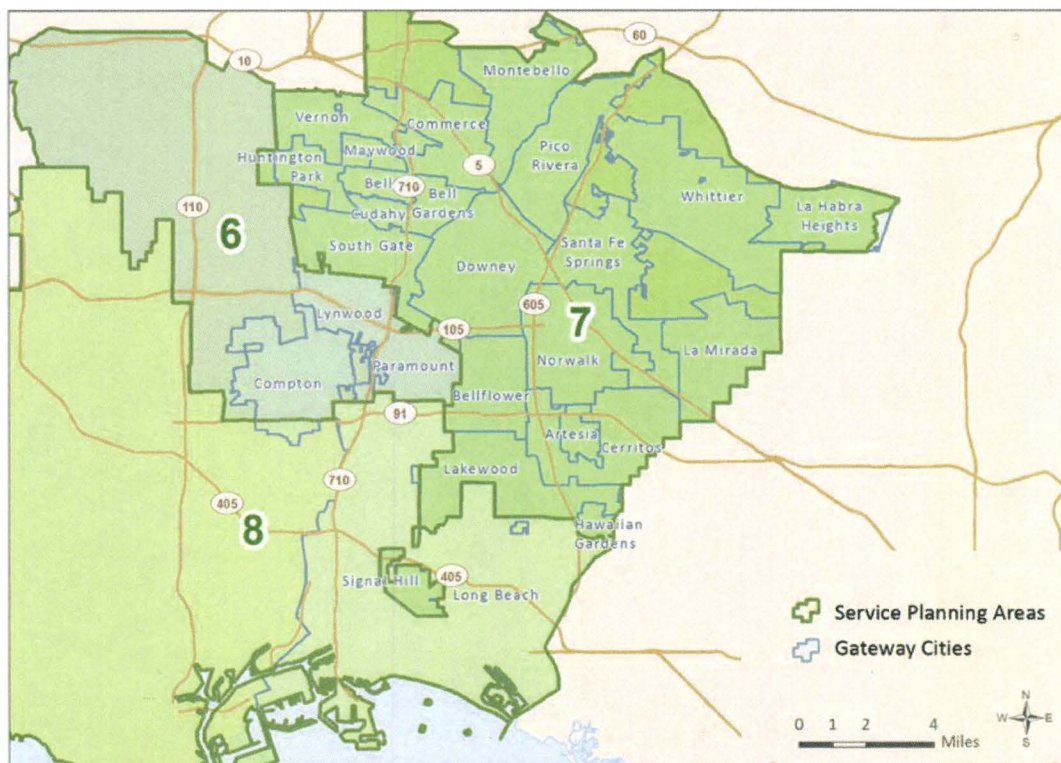 60
10
Montebello
Vernon
Commerce
Pico
Rivera
Huntington
Park
Maywood
5
Bell
710
Bell
Gardens
Whittier
La Habra
Heights
110
6
Cudahy
South Gate
Santa Fe
Springs
Downey
Lynwood
605
7
105
La Mirada
Norwalk
Paramount
Compton
Bellflower
91
Artesia
Cerritos
Lakewood
710
405
8
Hawaiian
Gardens
Signal Hill
405
Long Beach
Service Planning Areas
Gateway Cities
N
W
E
S
0 1 2 4
Miles